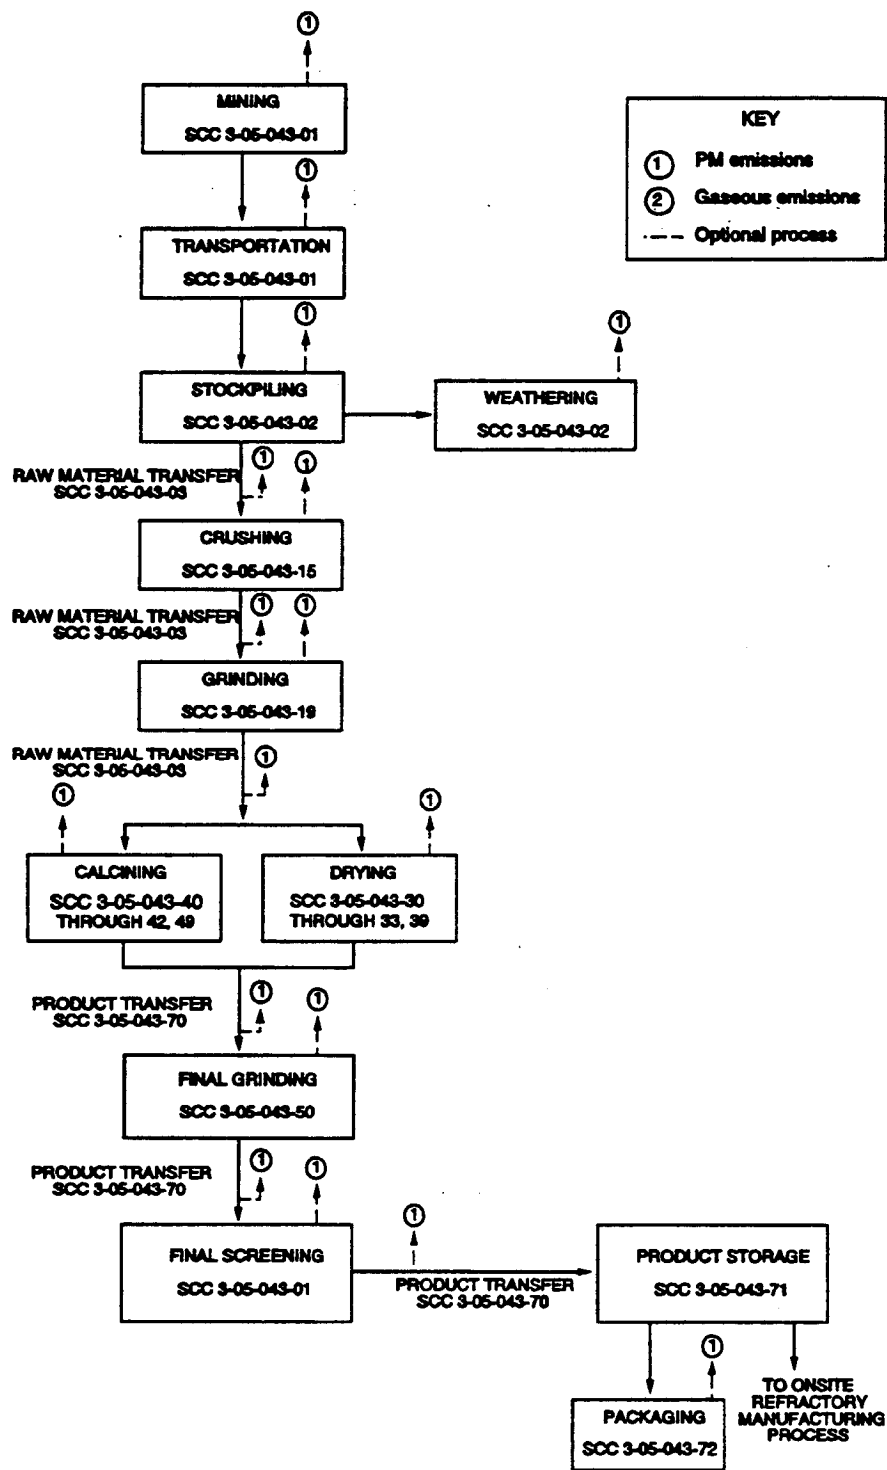 1
MINING
SCC 3-05-043-01
KEY
1 PM emissions
2 Gaseous emissions
Optional process
1
TRANSPORTATION
SCC 3-05-043-01
1
STOCKPILING
SCC 3-05-043-02
1
WEATHERING
SCC 3-05-043-02
RAW MATERIAL TRANSFER
SCC 3-05-043-03
1
1
CRUSHING
SCC 3-05-043-15
RAW MATERIAL TRANSFER
SCC 3-05-043-03
1
1
GRINDING
SCC 3-05-043-19
RAW MATERIAL TRANSFER
SCC 3-05-043-03
1
1
CALCINING
SCC 3-05-043-40
THROUGH 42, 49
1
DRYING
SCC 3-05-043-30
THROUGH 33, 39
PRODUCT TRANSFER
SCC 3-05-043-70
1
1
FINAL GRINDING
SCC 3-05-043-50
PRODUCT TRANSFER
SCC 3-05-043-70
1
1
FINAL SCREENING
SCC 3-05-043-01
1
PRODUCT TRANSFER
SCC 3-05-043-70
PRODUCT STORAGE
SCC 3-05-043-71
1
PACKAGING
SCC 3-05-043-72
TO ONSITE
REFRACTORY
MANUFACTURING
PROCESS